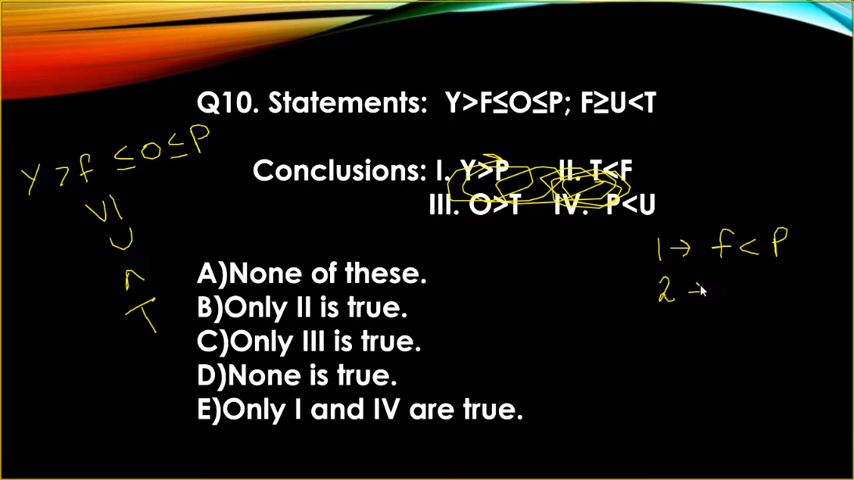 Q10. Statements:  Y>F≤O≤P; F≥U<T
Y > f ≤ O ≤ P
Conclusions: I. Y>P  II. T<F
VI
III. O>T  IV.  P<U
U
1 → f < P
Λ
A)None of these.
2 →
T
B)Only II is true.
C)Only III is true.
D)None is true.
E)Only I and IV are true.